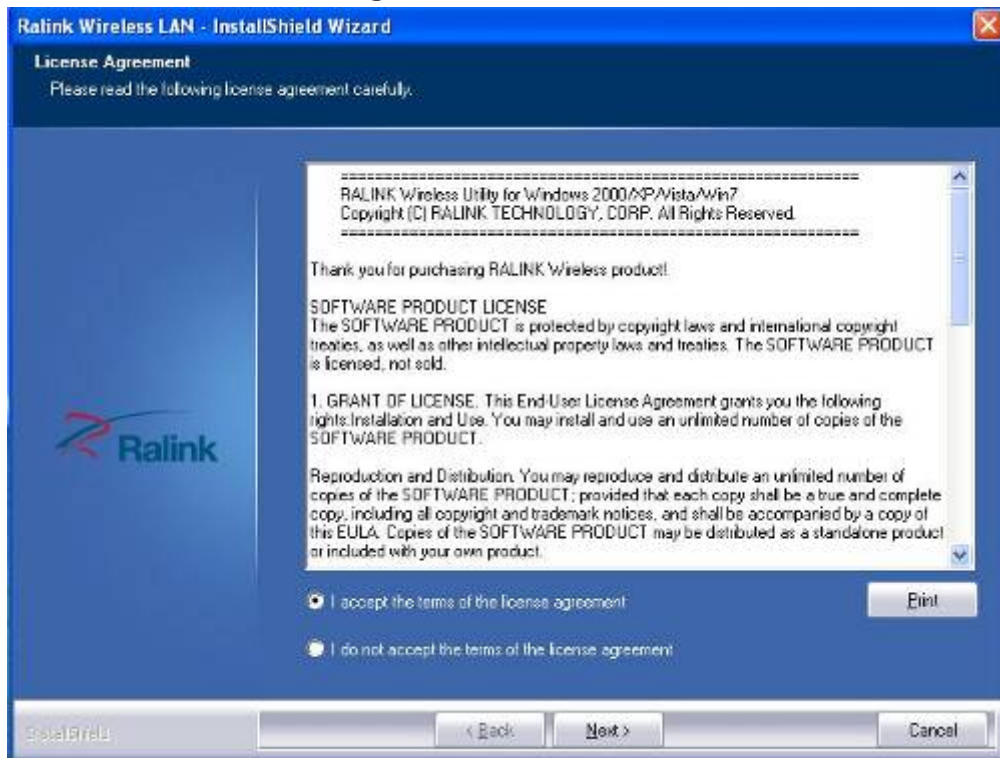 Ralink Wireless LAN - InstallShield Wizard
License Agreement
Please read the following license agreement carefully.
============================================================
RALINK Wireless Utility for Windows 2000/XP/Vista/Win7
Copyright (C) RALINK TECHNOLOGY, CORP. All Rights Reserved.
============================================================
Thank you for purchasing RALINK Wireless product!
SOFTWARE PRODUCT LICENSE
The SOFTWARE PRODUCT is protected by copyright laws and international copyright
treaties, as well as other intellectual property laws and treaties. The SOFTWARE PRODUCT
is licensed, not sold.
1. GRANT OF LICENSE. This End-User License Agreement grants you the following
rights:Installation and Use. You may install and use an unlimited number of copies of the
SOFTWARE PRODUCT.
Reproduction and Distribution. You may reproduce and distribute an unlimited number of
copies of the SOFTWARE PRODUCT; provided that each copy shall be a true and complete
copy, including all copyright and trademark notices, and shall be accompanied by a copy of
this EULA. Copies of the SOFTWARE PRODUCT may be distributed as a standalone product
or included with your own product.
Ralink
I accept the terms of the license agreement
Print
I do not accept the terms of the license agreement
InstallShield
< Back
Next >
Cancel